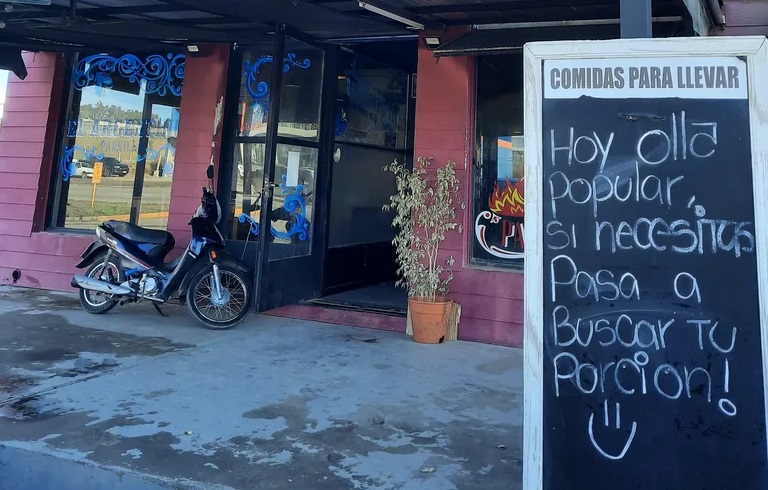 COMIDAS PARA LLEVAR
Hoy olla
popular,
si necesitas
Pasa a
Buscar Tu
Porcion!